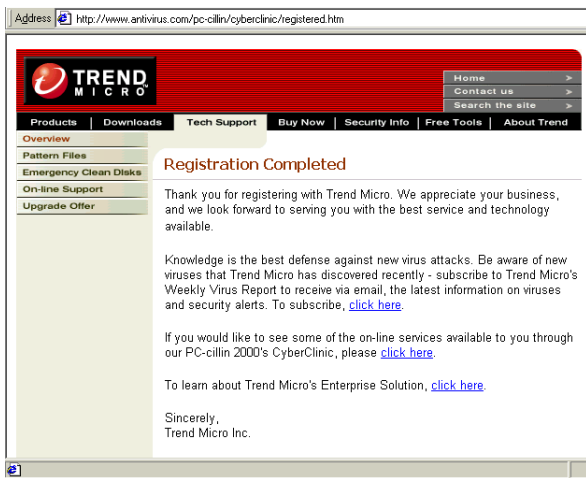 Address http://www.antivirus.com/pc-cillin/cyberclinic/registered.htm
TREND
MICRO
Home >
Contact us >
Search the site >
Products | Downloads Tech Support Buy Now | Security Info | Free Tools | About Trend
Overview
Pattern Files
Emergency Clean Disks
On-line Support
Upgrade Offer
Registration Completed
Thank you for registering with Trend Micro. We appreciate your business,
and we look forward to serving you with the best service and technology
available.
Knowledge is the best defense against new virus attacks. Be aware of new
viruses that Trend Micro has discovered recently - subscribe to Trend Micro's
Weekly Virus Report to receive via email, the latest information on viruses
and security alerts. To subscribe, click here.
If you would like to see some of the on-line services available to you through
our PC-cillin 2000's CyberClinic, please click here.
To learn about Trend Micro's Enterprise Solution, click here.
Sincerely,
Trend Micro Inc.